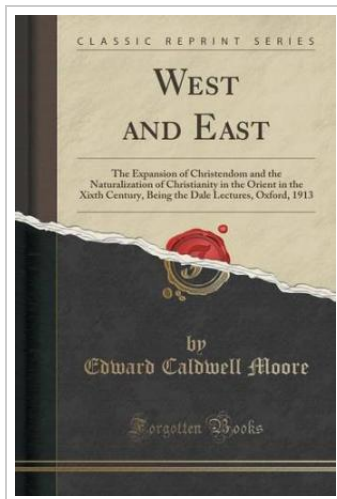 CLASSIC REPRINT SERIES
WEST
AND EAST
The Expansion of Christendom and the
Naturalization of Christianity in the Orient in the
Xixth Century, Being the Dale Lectures, Oxford, 1913
by
Edward Caldwell Moore
Forgotten Books